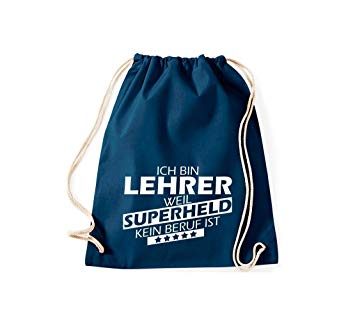 ICH BIN
LEHRER
WEIL
SUPERHELD
KEIN BERUF IST